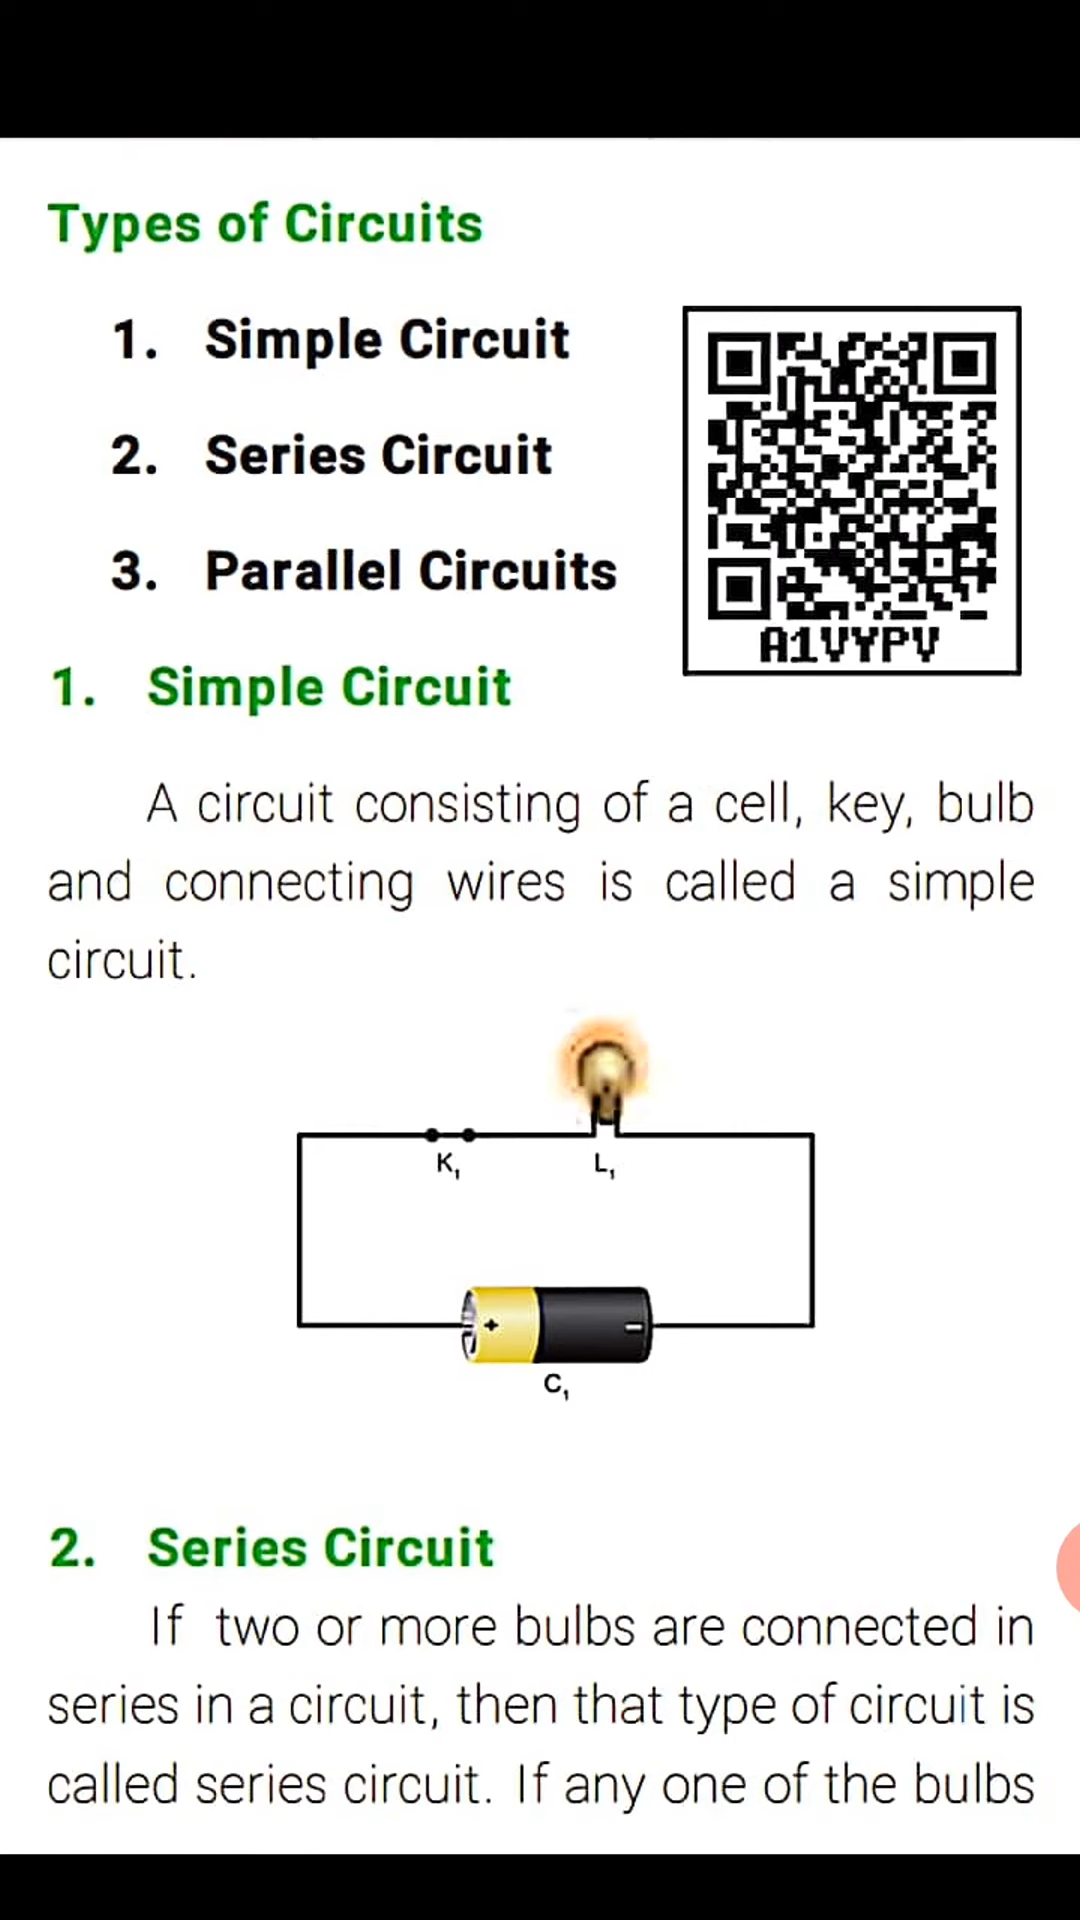 Types of Circuits
1. Simple Circuit
2. Series Circuit
3. Parallel Circuits
A1VYPV
1. Simple Circuit
A circuit consisting of a cell, key, bulb
and connecting wires is called a simple
circuit.
K₁ L₁
+ −
C₁
2. Series Circuit
If two or more bulbs are connected in
series in a circuit, then that type of circuit is
called series circuit. If any one of the bulbs